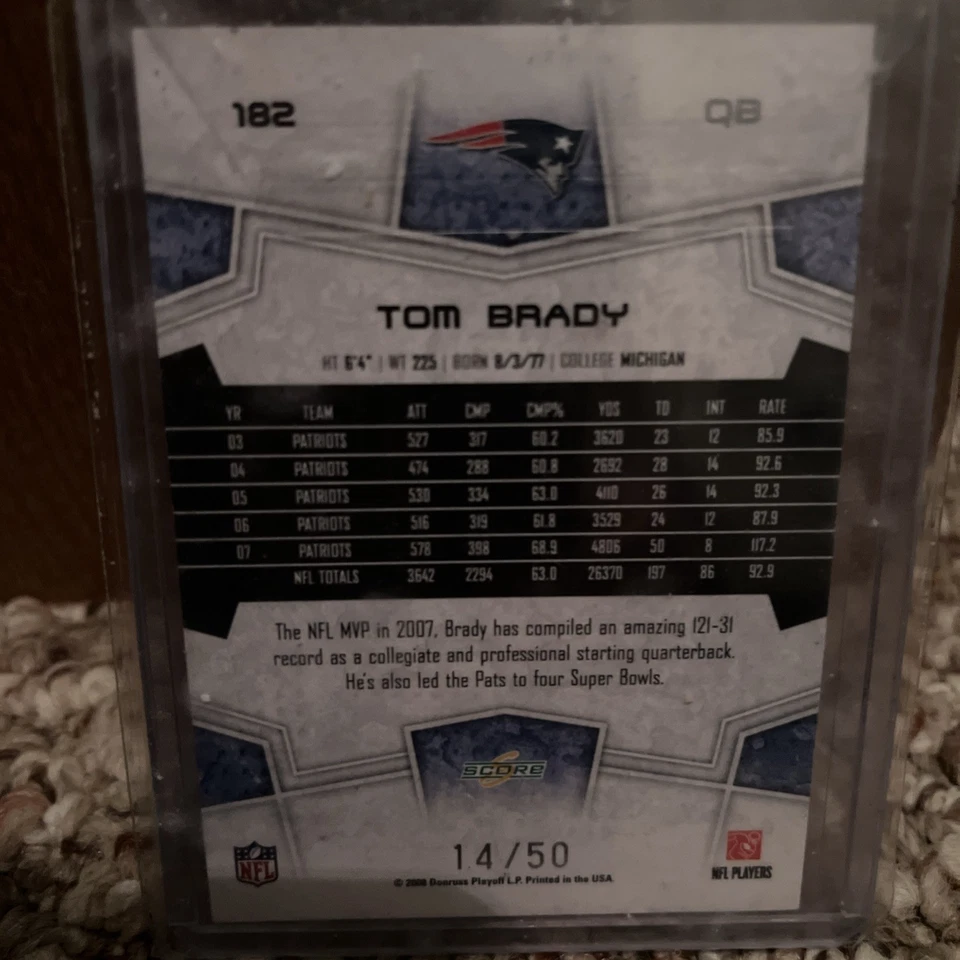 182
QB
TOM BRADY
HT 6'4" | WT 225 | BORN 8/3/77 | COLLEGE MICHIGAN
YR TEAM ATT CMP CMP% YDS TD INT RATE
03 PATRIOTS 527 317 60.2 3620 23 12 85.9
04 PATRIOTS 474 288 60.8 2692 28 14 92.6
05 PATRIOTS 530 334 63.0 4110 26 14 92.3
06 PATRIOTS 516 319 61.8 3529 24 12 87.9
07 PATRIOTS 578 398 68.9 4806 50 8 117.2
NFL TOTALS 3642 2294 63.0 26370 197 86 92.9
The NFL MVP in 2007, Brady has compiled an amazing 121-31
record as a collegiate and professional starting quarterback.
He's also led the Pats to four Super Bowls.
SCORE
14/50
NFL
NFL PLAYERS
© 2008 Donruss Playoff L.P. Printed in the USA